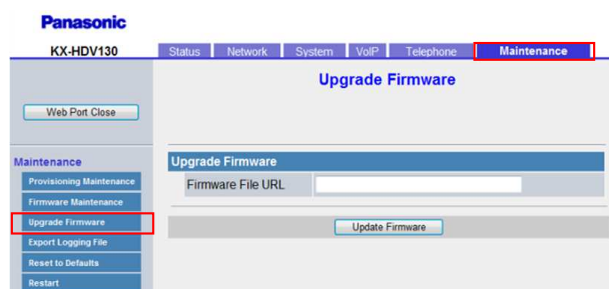 Panasonic
KX-HDV130
Status Network System VoIP Telephone Maintenance
Upgrade Firmware
Web Port Close
Maintenance
Provisioning Maintenance
Firmware Maintenance
Upgrade Firmware
Export Logging File
Reset to Defaults
Restart
Upgrade Firmware
Firmware File URL
Update Firmware